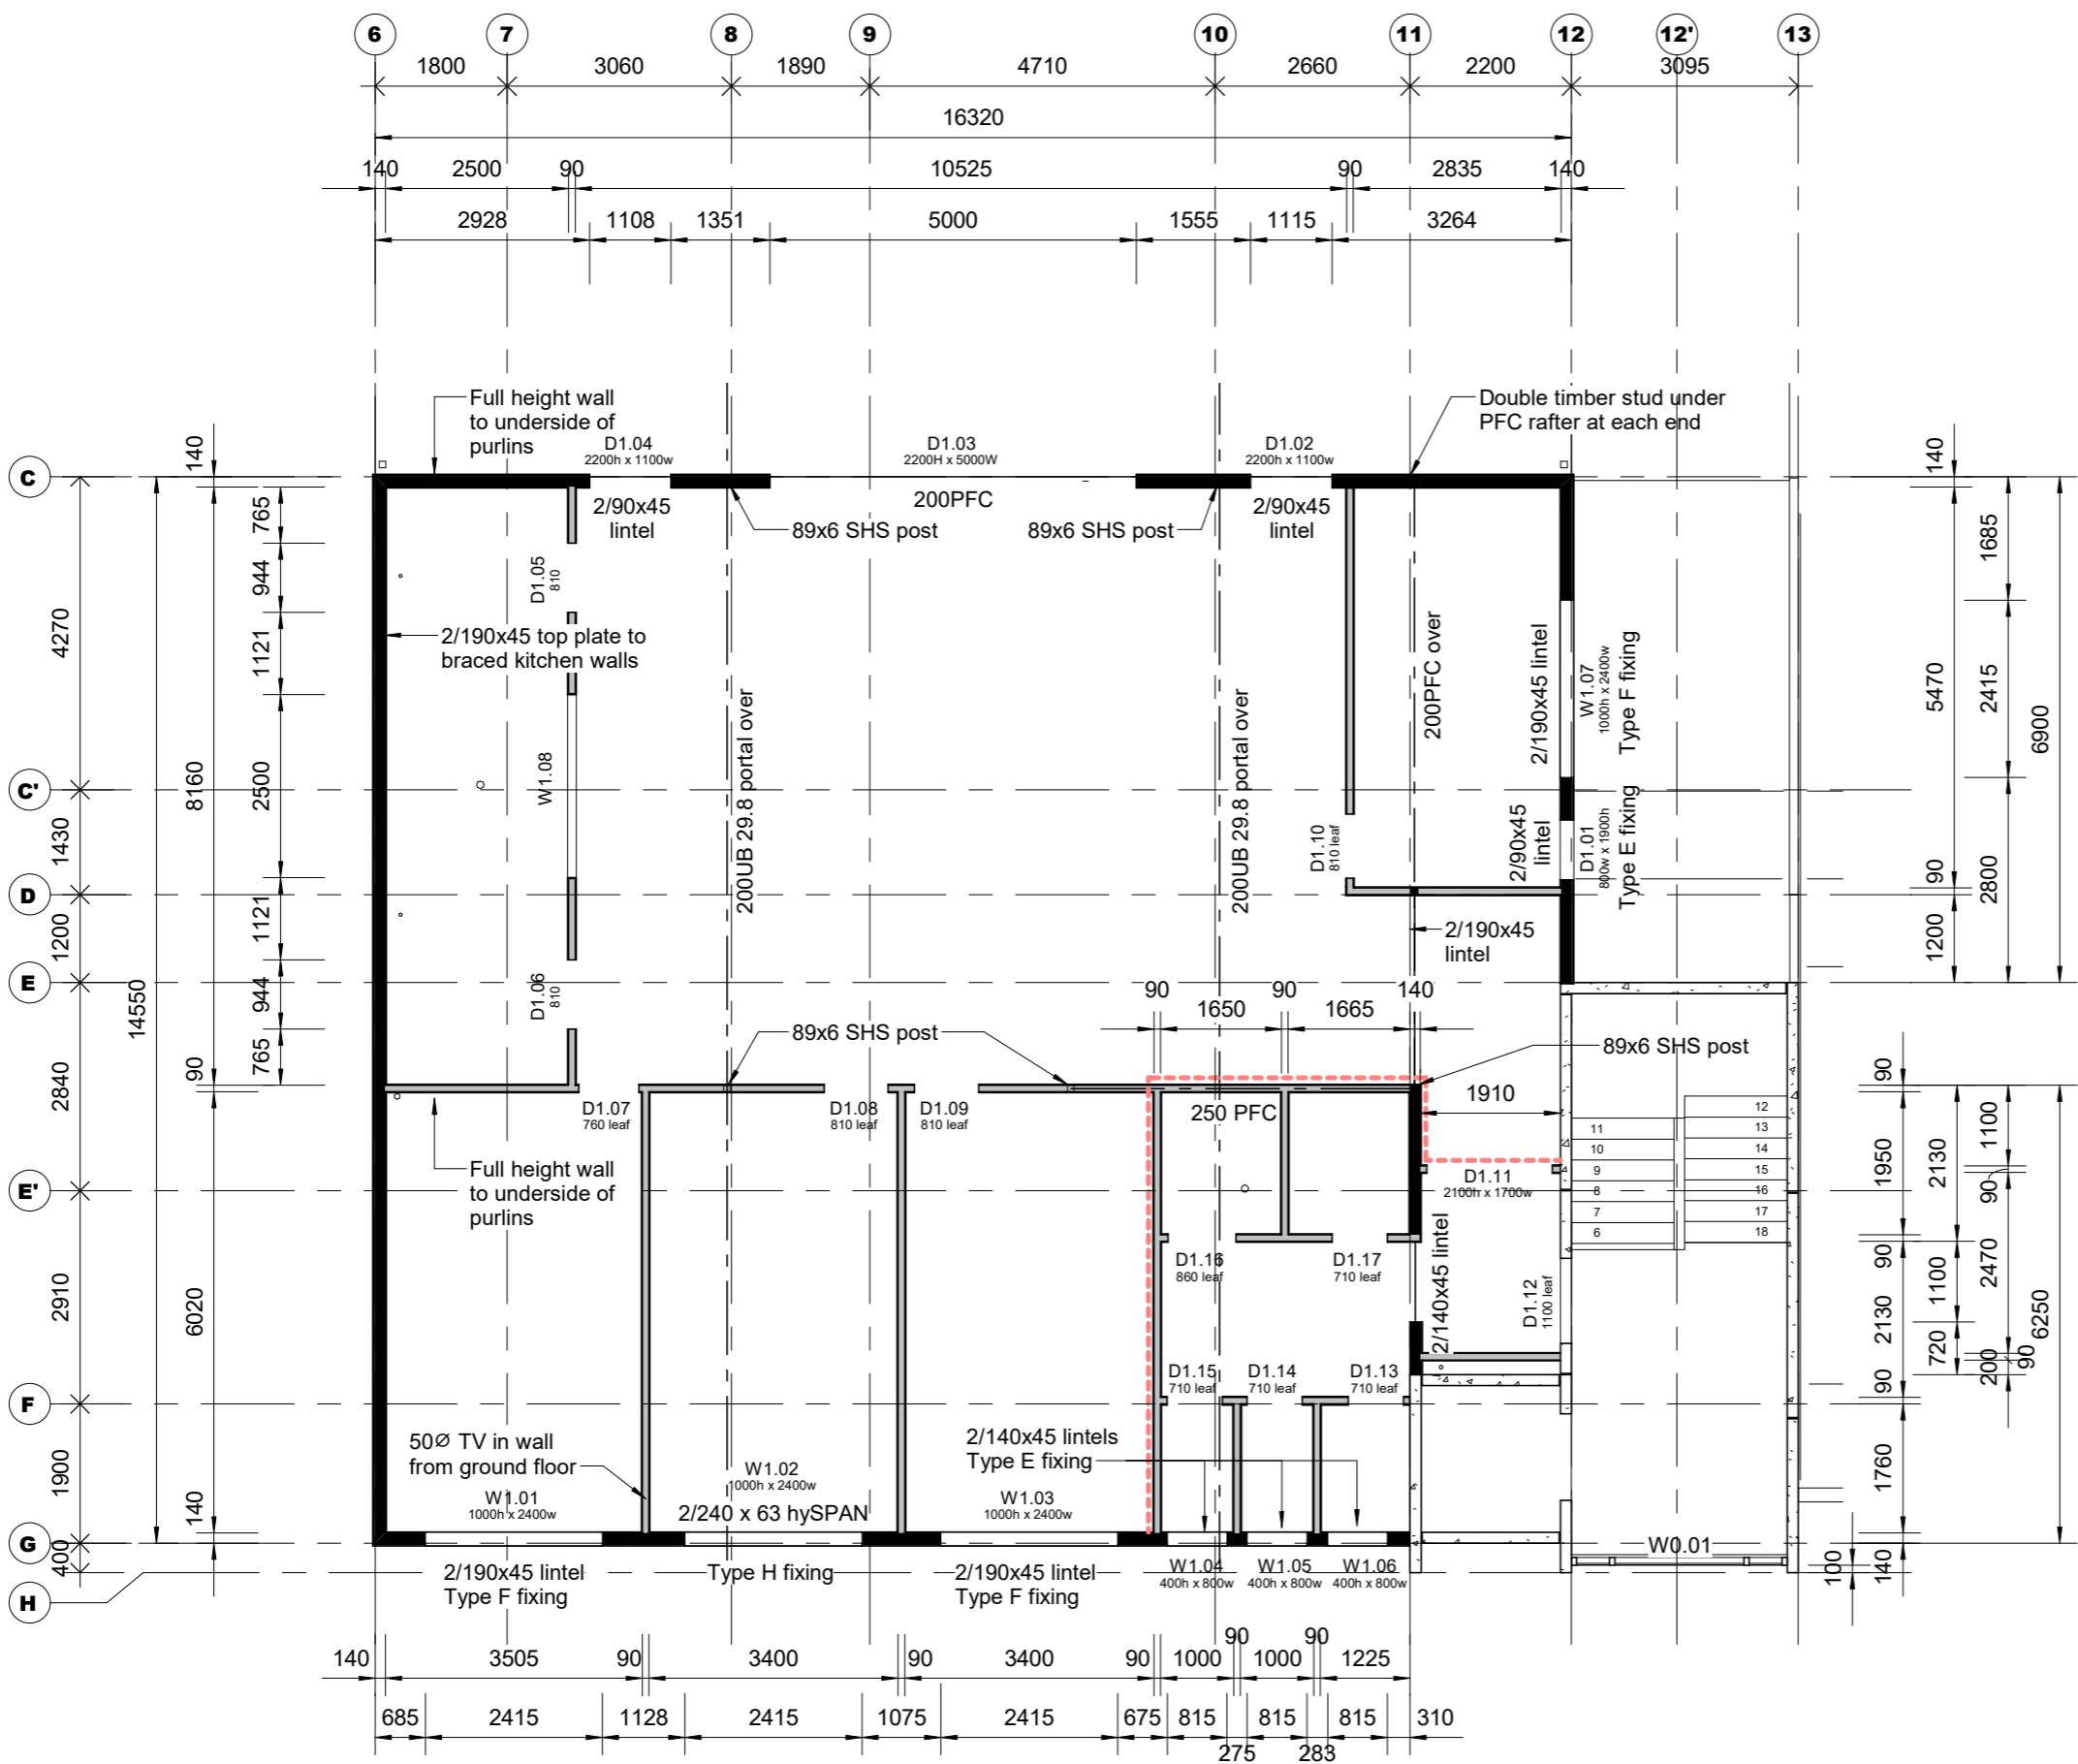 6 7 8 9 10 11 12 12' 13
1800 3060 1890 4710 2660 2200 3095
16320
140 2500 90 10525 90 2835 140
2928 1108 1351 5000 1555 1115 3264
Full height wall
to underside of
purlins
D1.04
2200h x 1100w
D1.03
2200H x 5000W
D1.02
2200h x 1100w
Double timber stud under
PFC rafter at each end
C
C'
D
E
E'
F
G
H
4270
1430
1200
2840
2910
1900
400
14550
140
8160
90
6020
140
765
944
1121
2500
1121
944
765
2/90x45
lintel
89x6 SHS post
200PFC
89x6 SHS post
2/90x45
lintel
D1.05
810
2/190x45 top plate to
braced kitchen walls
W1.08
D1.06
810
200UB 29.8 portal over
200UB 29.8 portal over
200PFC over
D1.10
810 leaf
2/190x45 lintel
W1.07
1000h x 2400w
Type F fixing
2/90x45
lintel
D1.01
800w x 1900h
Type E fixing
2/190x45
lintel
90 1650 90 1665 140
89x6 SHS post
89x6 SHS post
1910
D1.07
760 leaf
D1.08
810 leaf
D1.09
810 leaf
250 PFC
Full height wall
to underside of
purlins
D1.11
2100h x 1700w
D1.16
860 leaf
D1.17
710 leaf
2/140x45 lintel
D1.12
1100 leaf
11
10
9
8
7
6
12
13
14
15
16
17
18
D1.15
710 leaf
D1.14
710 leaf
D1.13
710 leaf
50Ø TV in wall
from ground floor
2/140x45 lintels
Type E fixing
W1.01
1000h x 2400w
W1.02
1000h x 2400w
2/240 x 63 hySPAN
W1.03
1000h x 2400w
W0.01
2/190x45 lintel
Type F fixing
Type H fixing
2/190x45 lintel
Type F fixing
W1.04
400h x 800w
W1.05
400h x 800w
W1.06
400h x 800w
140
5470
90
1200
1685
2415
2800
6900
90
1950
90
2130
90
1760
140
2130
1100
720
1100
90
2470
90
200
6250
100
140 3505 90 3400 90 3400 90 1000 90 1000 90 1225
685 2415 1128 2415 1075 2415 675 815 275 815 283 815 310